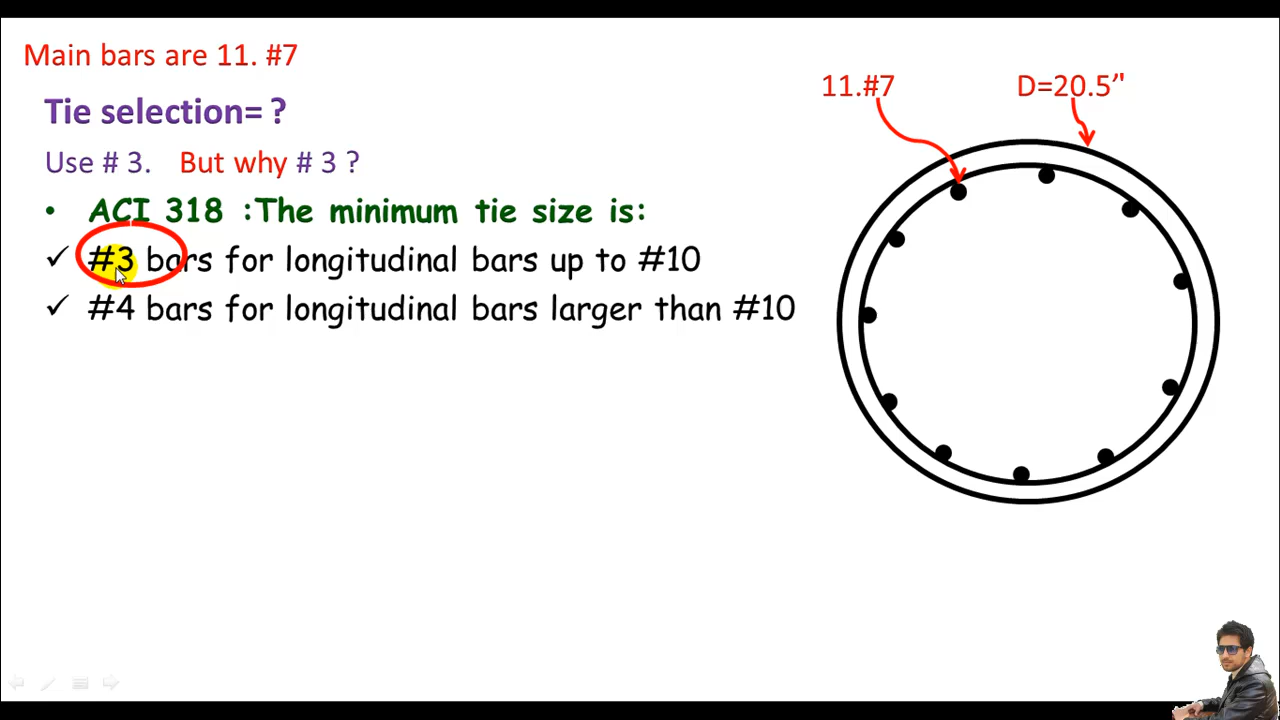 Main bars are 11. #7
11.#7
D=20.5”
Tie selection= ?
Use # 3. But why # 3 ?
• ACI 318 :The minimum tie size is:
✓ #3 bars for longitudinal bars up to #10
✓ #4 bars for longitudinal bars larger than #10